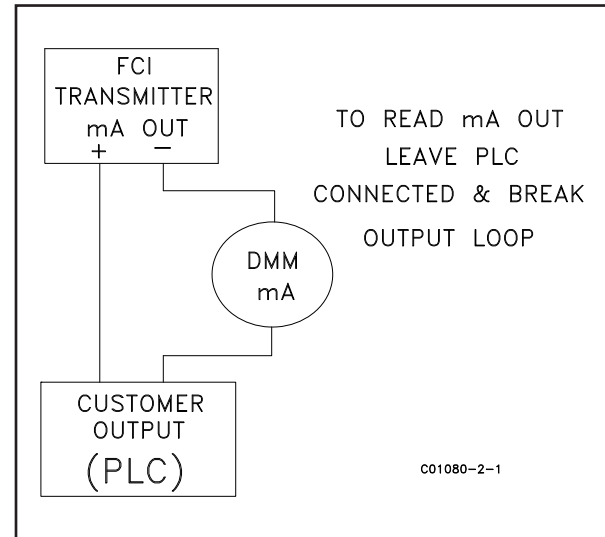 FCI
TRANSMITTER
mA OUT
+ −
TO READ mA OUT
LEAVE PLC
CONNECTED & BREAK
OUTPUT LOOP
DMM
mA
CUSTOMER
OUTPUT
(PLC)
C01080-2-1